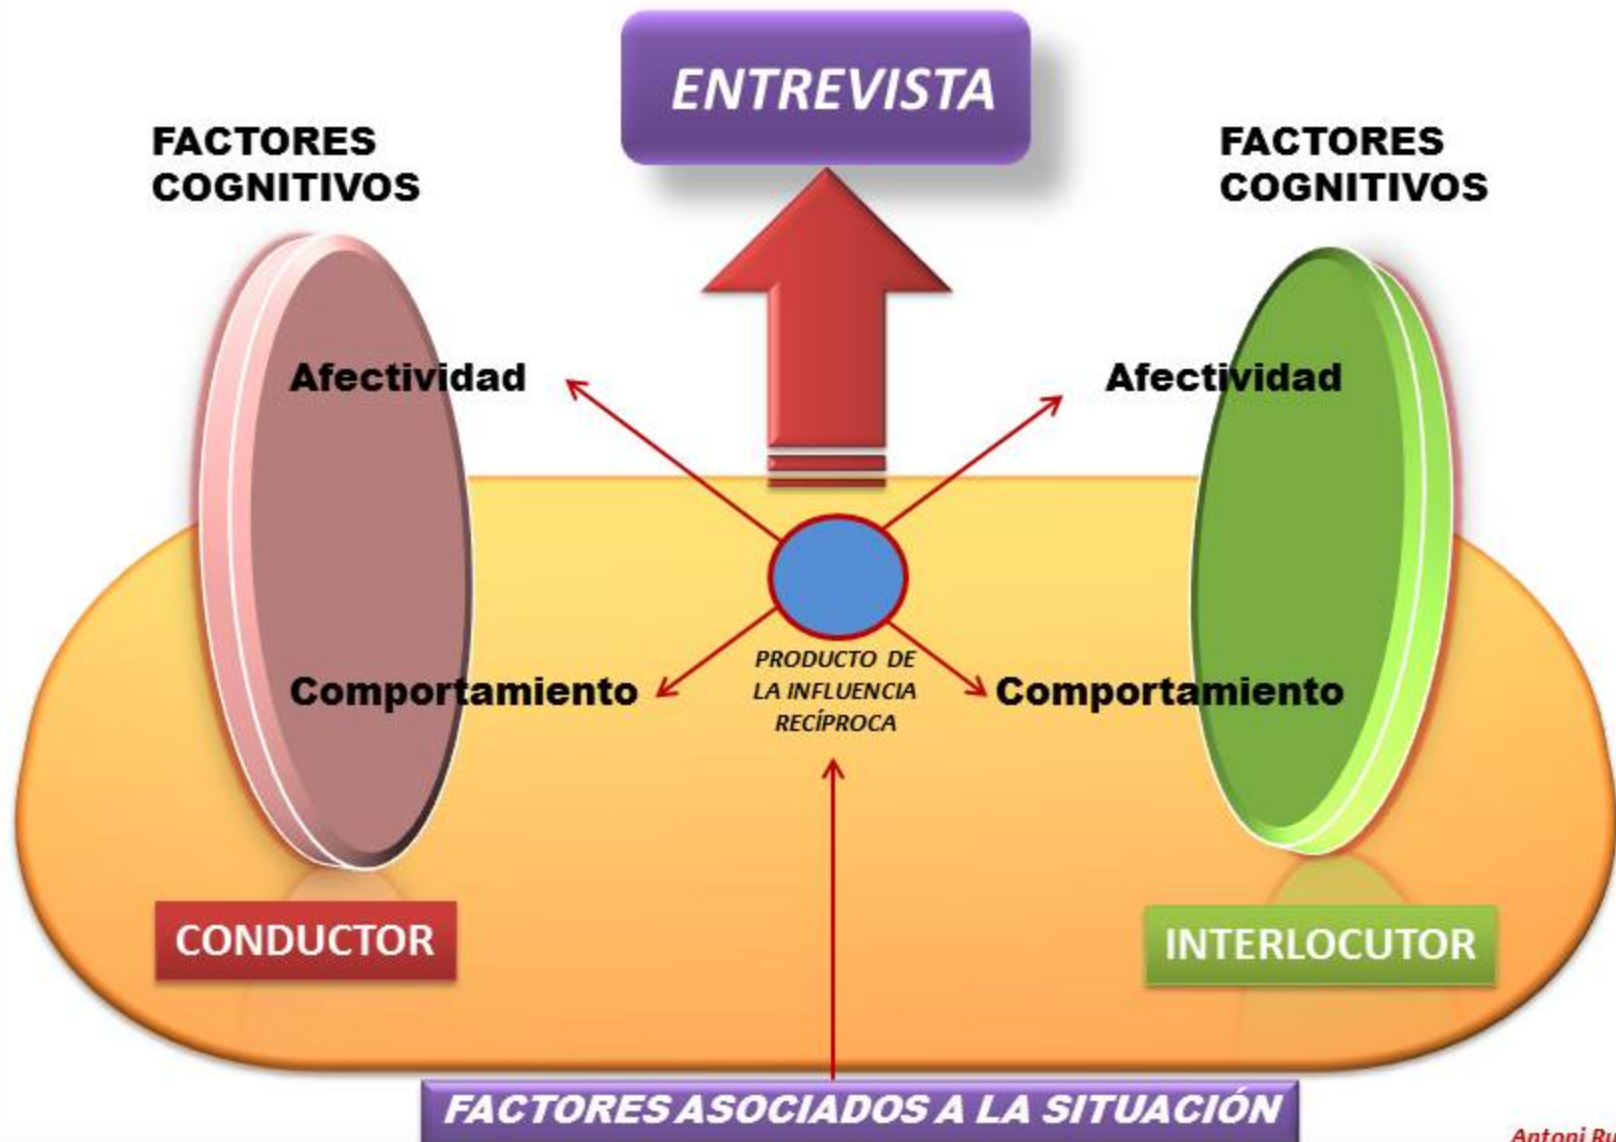 ENTREVISTA
FACTORES
COGNITIVOS
FACTORES
COGNITIVOS
Afectividad
Afectividad
PRODUCTO DE
LA INFLUENCIA
RECÍPROCA
Comportamiento
Comportamiento
CONDUCTOR
INTERLOCUTOR
FACTORES ASOCIADOS A LA SITUACIÓN
Antoni